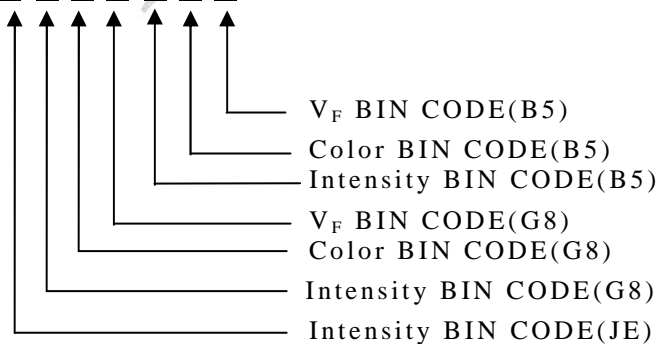 V_F BIN CODE(B5)
Color BIN CODE(B5)
Intensity BIN CODE(B5)
V_F BIN CODE(G8)
Color BIN CODE(G8)
Intensity BIN CODE(G8)
Intensity BIN CODE(JE)